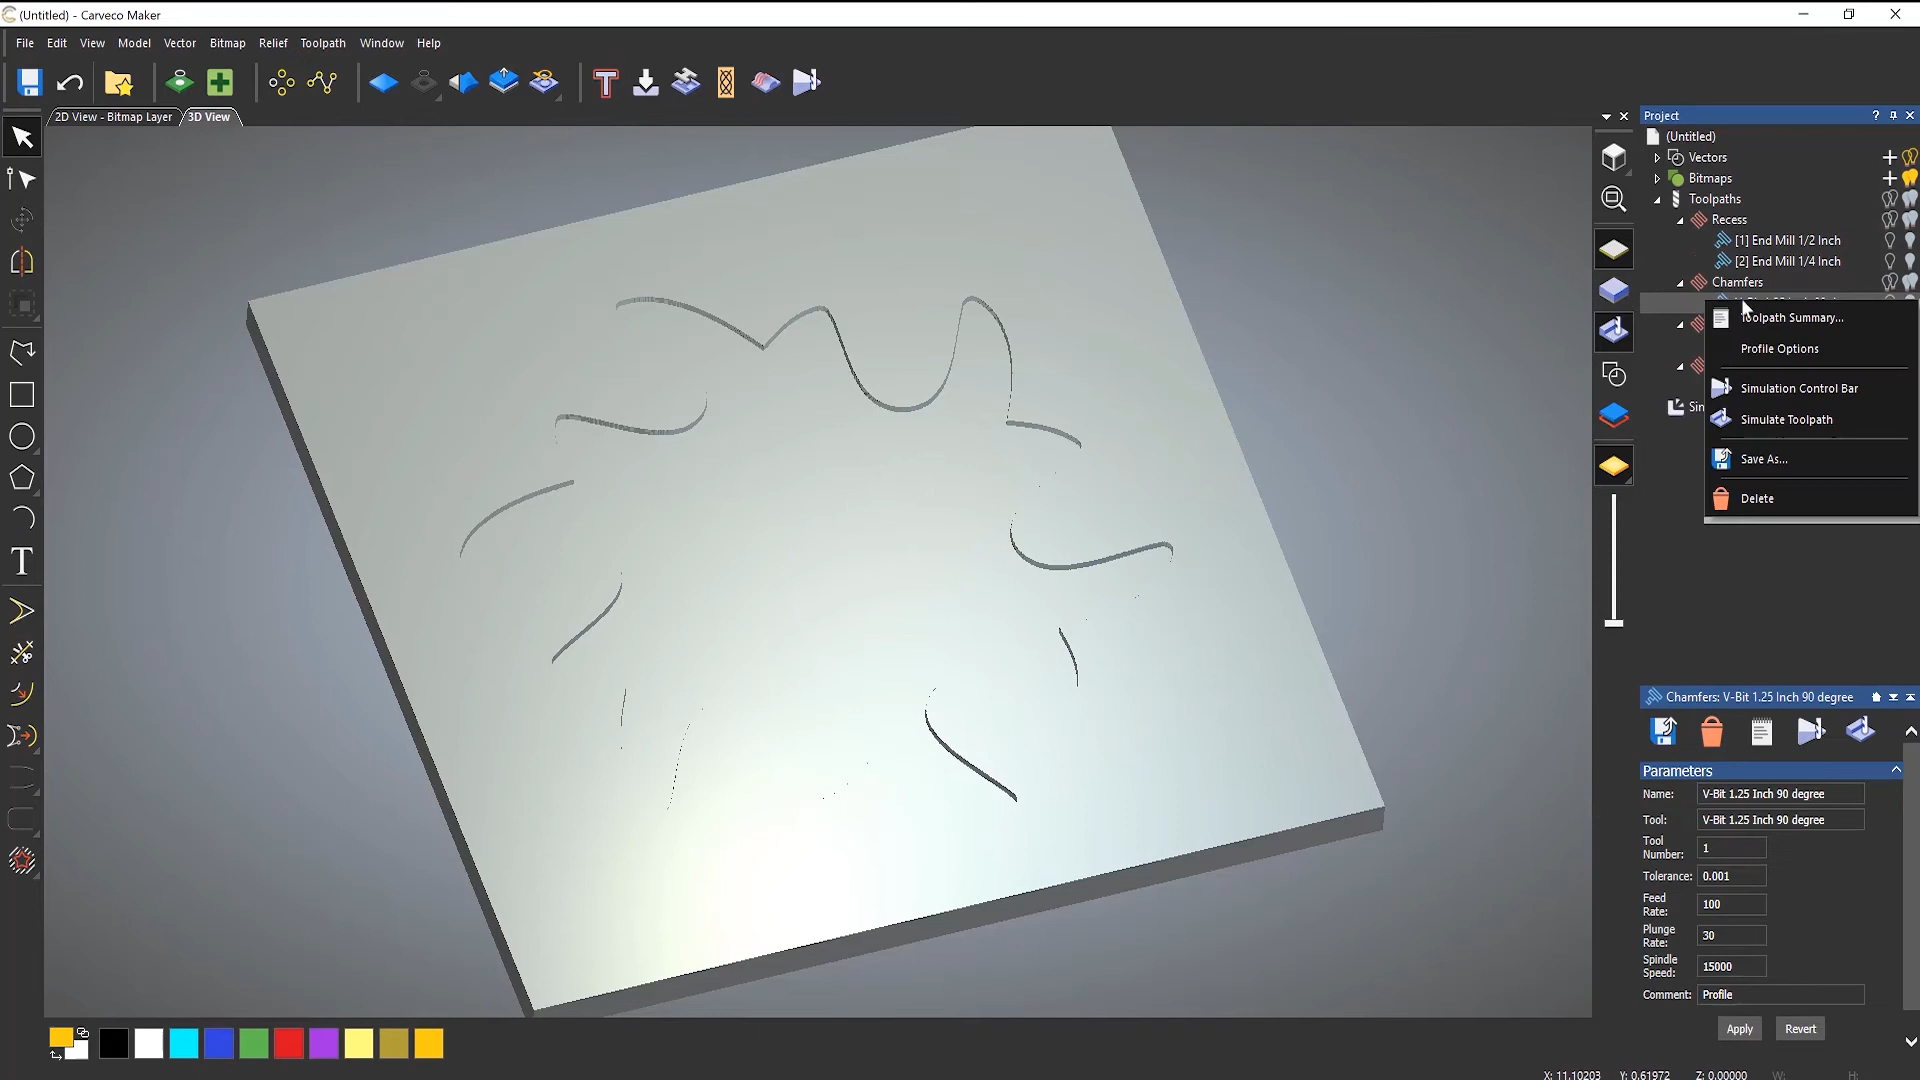 (Untitled) - Carveco Maker
File Edit View Model Vector Bitmap Relief Toolpath Window Help
2D View - Bitmap Layer 3D View
Project
(Untitled)
Vectors
Bitmaps
Toolpaths
Recess
[1] End Mill 1/2 Inch
[2] End Mill 1/4 Inch
Chamfers
Toolpath Summary...
Profile Options
Simulation Control Bar
Simulate Toolpath
Save As...
Delete
Chamfers: V-Bit 1.25 Inch 90 degree
Parameters
Name: V-Bit 1.25 Inch 90 degree
Tool: V-Bit 1.25 Inch 90 degree
Tool Number: 1
Tolerance: 0.001
Feed Rate: 100
Plunge Rate: 30
Spindle Speed: 15000
Comment: Profile
Apply Revert
X: 11.10203 Y: 0.61972 Z: 0.00000 W: H: